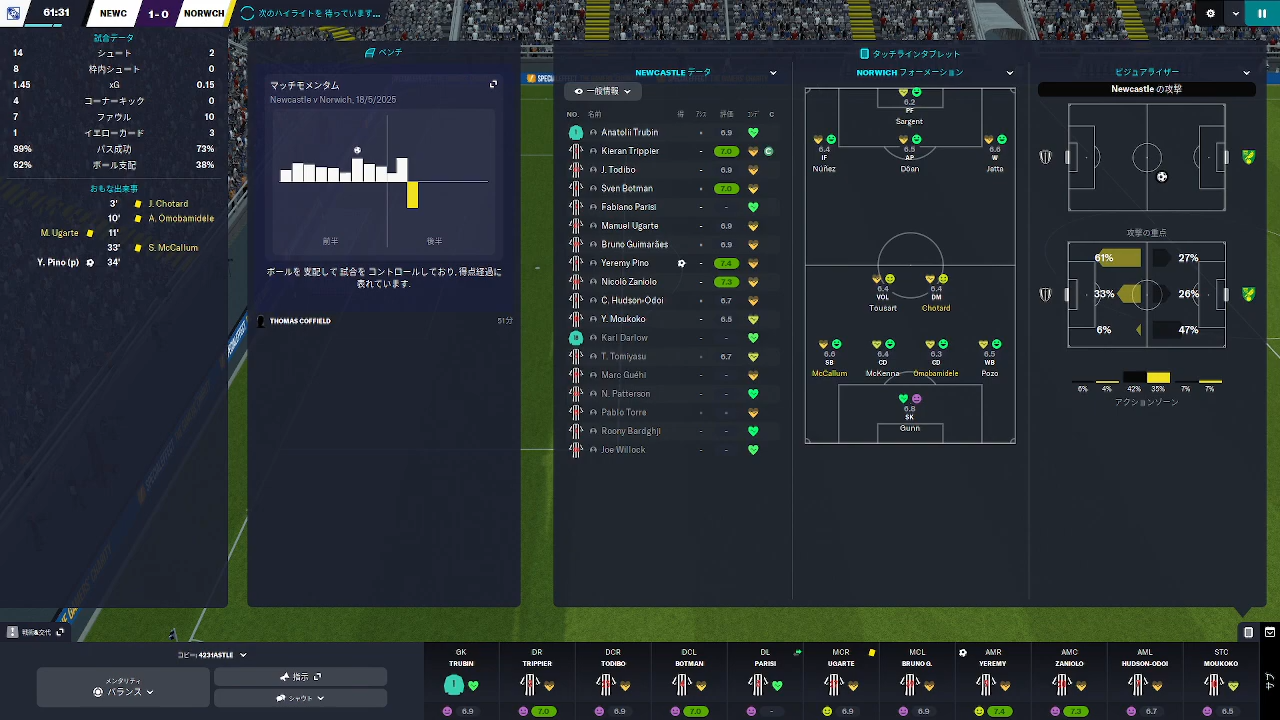 61:31 NEWC 1-0 NORWCH 次のハイライトを 待っています...
試合データ
14 シュート 2
8 枠内シュート 0
1.45 xG 0.15
4 コーナーキック 0
7 ファウル 10
1 イエローカード 3
89% パス成功 73%
62% ボール支配 38%
おもな出来事
3' J. Chotard
10' A. Omobamidele
M. Ugarte 11'
33' S. McCallum
Y. Pino (p) 34'
ベンチ
マッチモメンタム
Newcastle v Norwich, 18/5/2025
前半 後半
ボールを 支配して 試合を コントロールしており, 得点経過に
表れています.
THOMAS COFFIELD 51分
タッチラインタブレット
NEWCASTLE データ
一般情報
NO. 名前 得 ｱｼｽ 評価 ｺﾝﾃﾞ C
Anatolii Trubin - 6.9
Kieran Trippier - 7.0 C
J. Todibo - 6.9
Sven Botman - 7.0
Fabiano Parisi - -
Manuel Ugarte - 6.9
Bruno Guimarães - 6.9
Yeremy Pino - 7.4
Nicolò Zaniolo - 7.3
C. Hudson-Odoi - 6.7
Y. Moukoko - 6.5
Karl Darlow - -
T. Tomiyasu - 6.7
Marc Guéhi - -
N. Patterson - -
Pablo Torre - -
Roony Bardghji - -
Joe Willock - -
NORWICH フォーメーション
6.2
PF
Sargent
6.4 6.5 6.6
IF AP W
Núñez Döan Jatta
6.4 6.4
VOL DM
Tousart Chotard
6.6 6.4 6.3 6.5
SB CD CD WB
McCallum McKenna Omobamidele Pozo
6.8
SK
Gunn
ビジュアライザー
Newcastle の攻撃
攻撃の重点
61% 27%
33% 26%
6% 47%
6% 4% 42% 35% 7% 7%
アクションゾーン
戦術&交代
コピー: 4231ASTLE
メンタリティ
バランス
指示
シャウト
GK DR DCR DCL DL MCR MCL AMR AMC AML STC
TRUBIN TRIPPIER TODIBO BOTMAN PARISI UGARTE BRUNO G. YEREMY ZANIOLO HUDSON-ODOI MOUKOKO
6.9 7.0 6.9 7.0 - 6.9 6.9 7.4 7.3 6.7 6.5